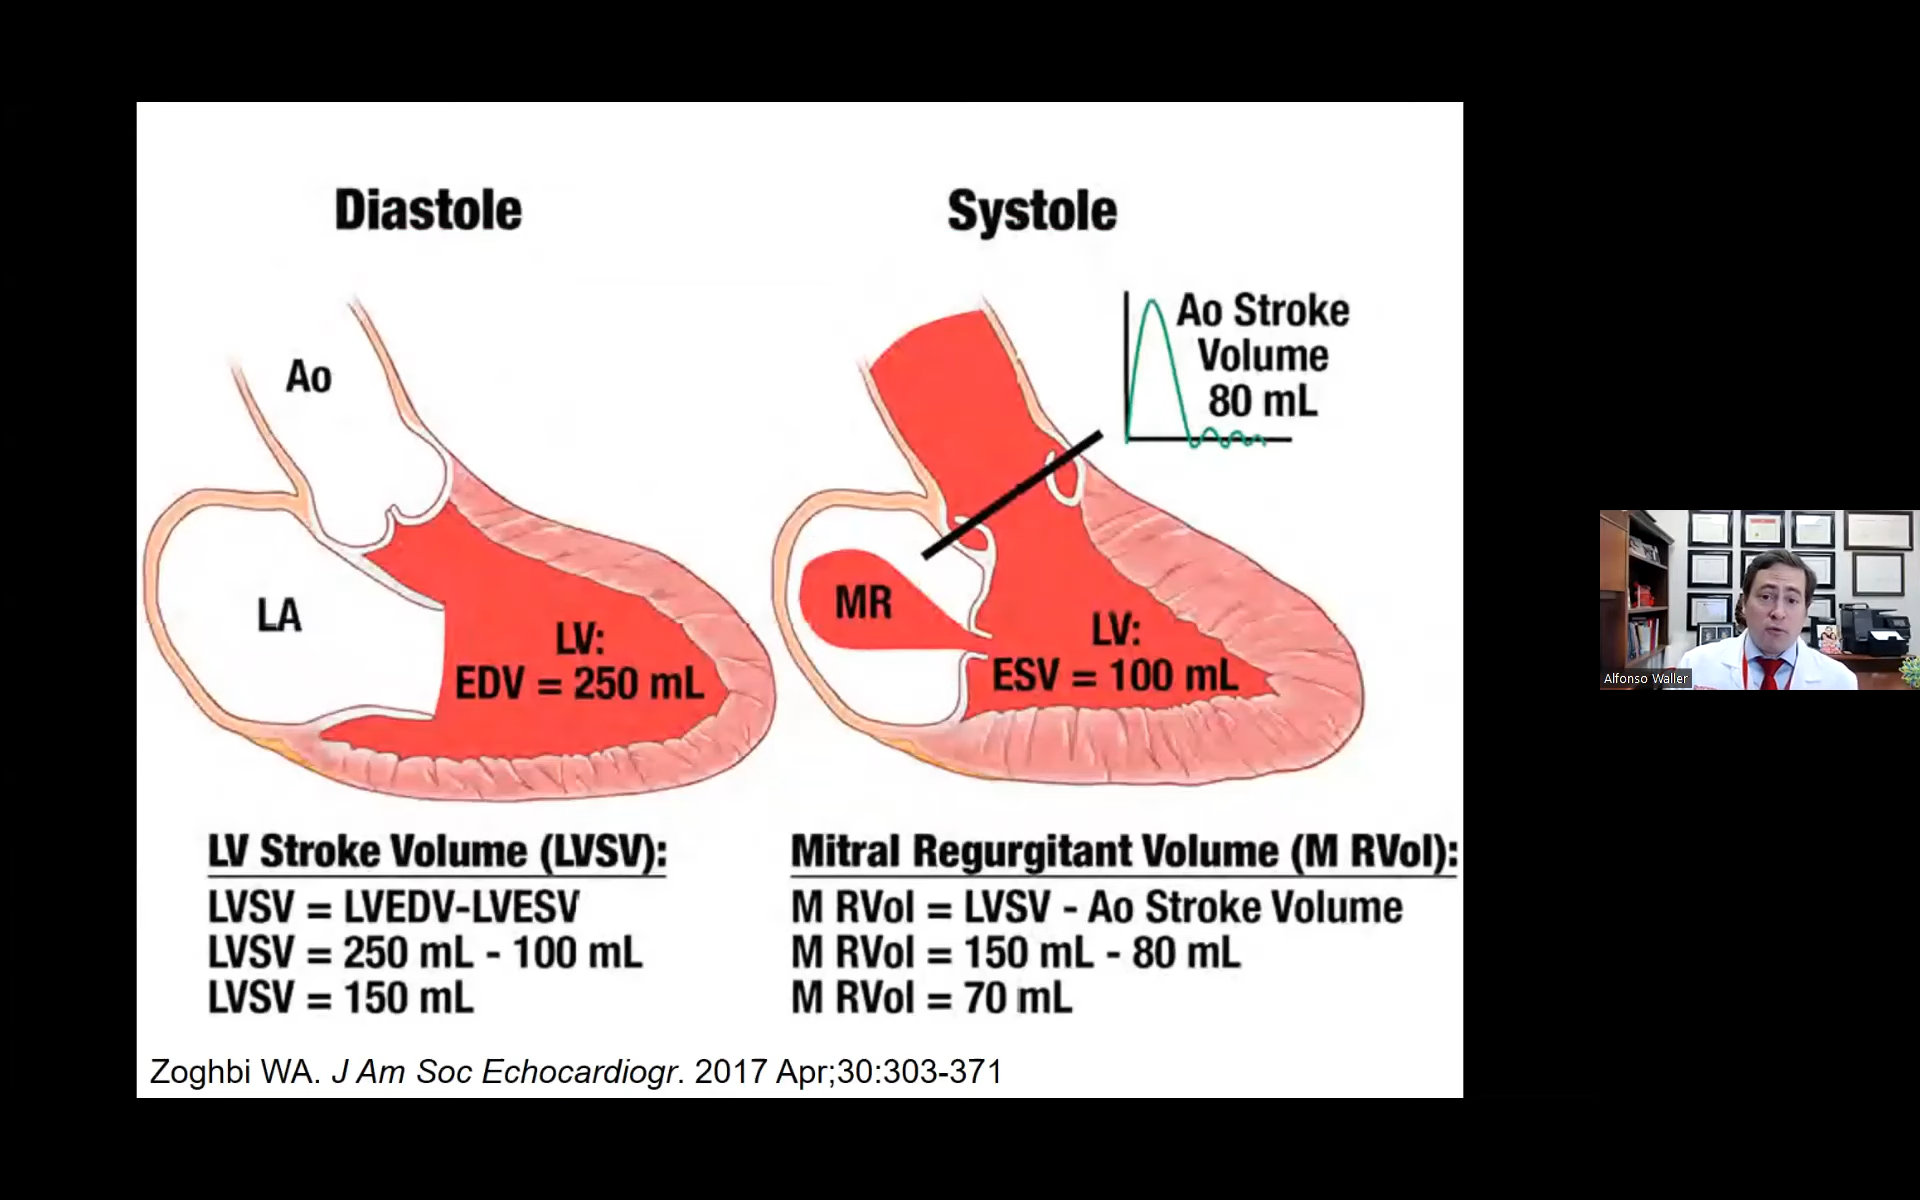 Diastole
Systole
Ao
LA
LV:
EDV = 250 mL
Ao Stroke
Volume
80 mL
MR
LV:
ESV = 100 mL
LV Stroke Volume (LVSV):
LVSV = LVEDV-LVESV
LVSV = 250 mL - 100 mL
LVSV = 150 mL
Mitral Regurgitant Volume (M RVol):
M RVol = LVSV - Ao Stroke Volume
M RVol = 150 mL - 80 mL
M RVol = 70 mL
Zoghbi WA. J Am Soc Echocardiogr. 2017 Apr;30:303-371
Alfonso Waller